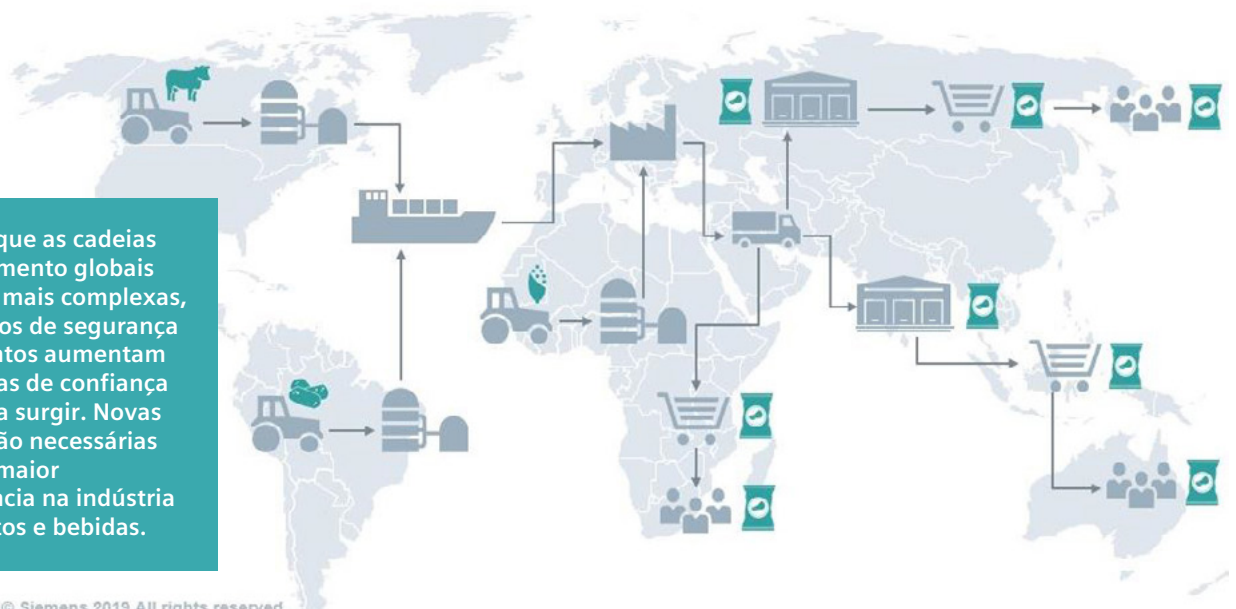 que as cadeias
mento globais
mais complexas,
os de segurança
ntos aumentam
as de confiança
a surgir. Novas
ão necessárias
maior
cia na indústria
os e bebidas.
© Siemens 2019 All rights reserved